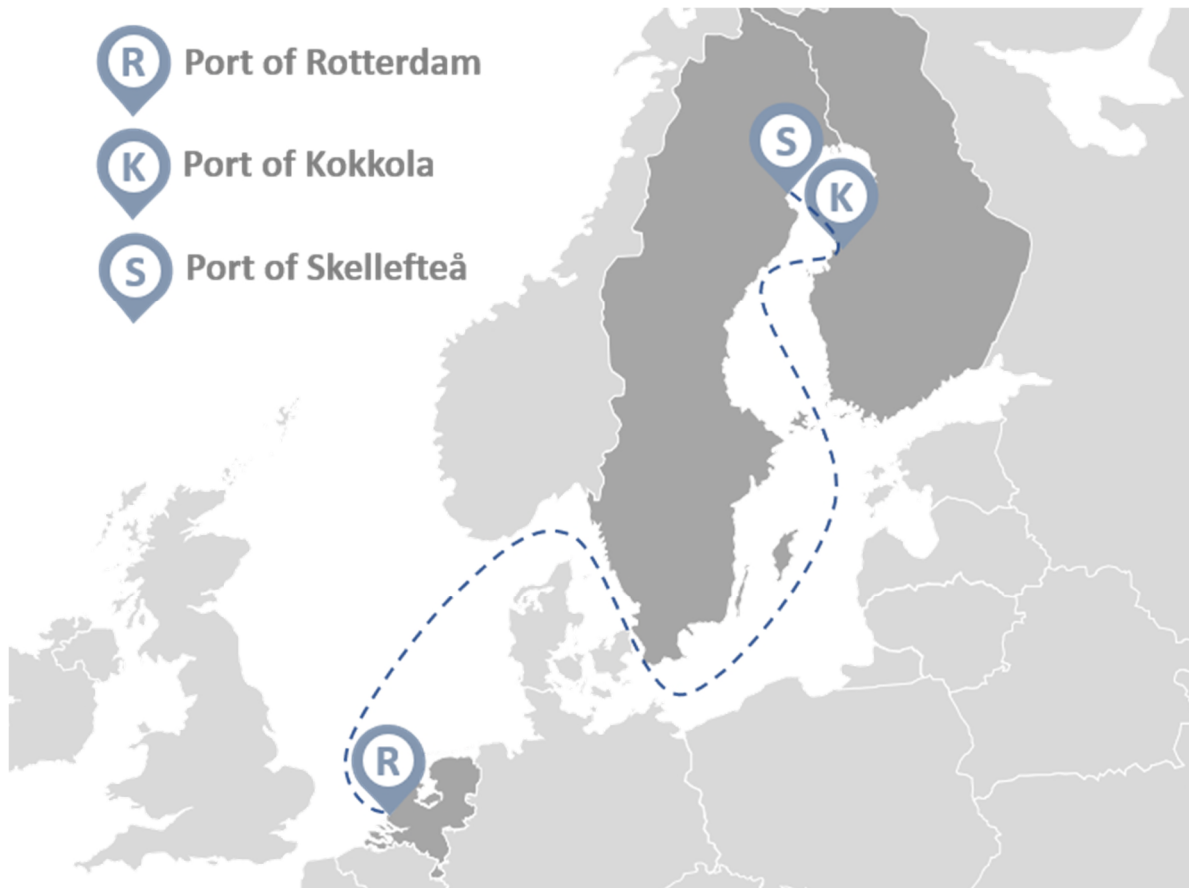 R Port of Rotterdam
K Port of Kokkola
S Port of Skellefteå
S
K
R